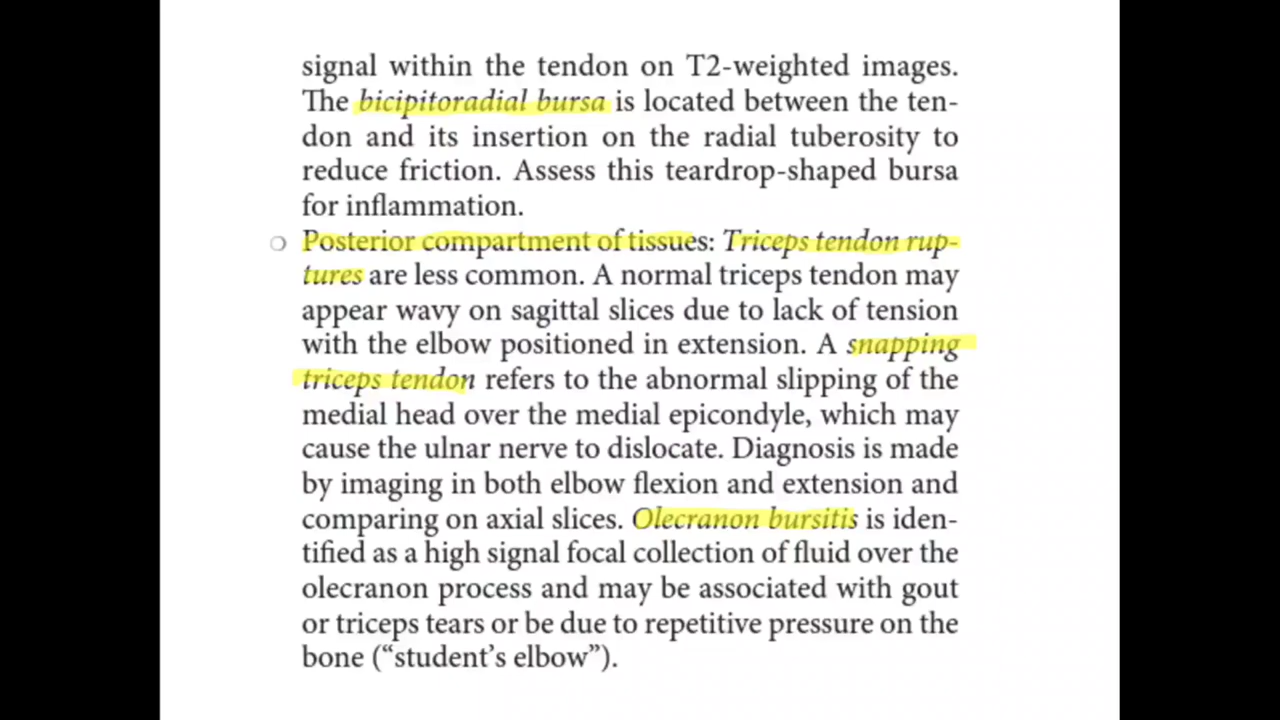 signal within the tendon on T2-weighted images.
The bicipitoradial bursa is located between the ten-
don and its insertion on the radial tuberosity to
reduce friction. Assess this teardrop-shaped bursa
for inflammation.
○ Posterior compartment of tissues: Triceps tendon rup-
tures are less common. A normal triceps tendon may
appear wavy on sagittal slices due to lack of tension
with the elbow positioned in extension. A snapping
triceps tendon refers to the abnormal slipping of the
medial head over the medial epicondyle, which may
cause the ulnar nerve to dislocate. Diagnosis is made
by imaging in both elbow flexion and extension and
comparing on axial slices. Olecranon bursitis is iden-
tified as a high signal focal collection of fluid over the
olecranon process and may be associated with gout
or triceps tears or be due to repetitive pressure on the
bone (“student’s elbow”).